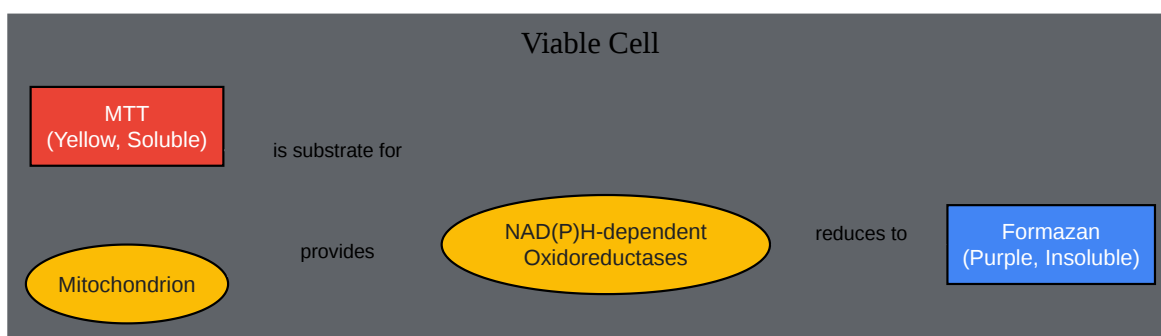 Viable Cell
MTT
(Yellow, Soluble)
is substrate for
Mitochondrion
provides
NAD(P)H-dependent
Oxidoreductases
reduces to
Formazan
(Purple, Insoluble)